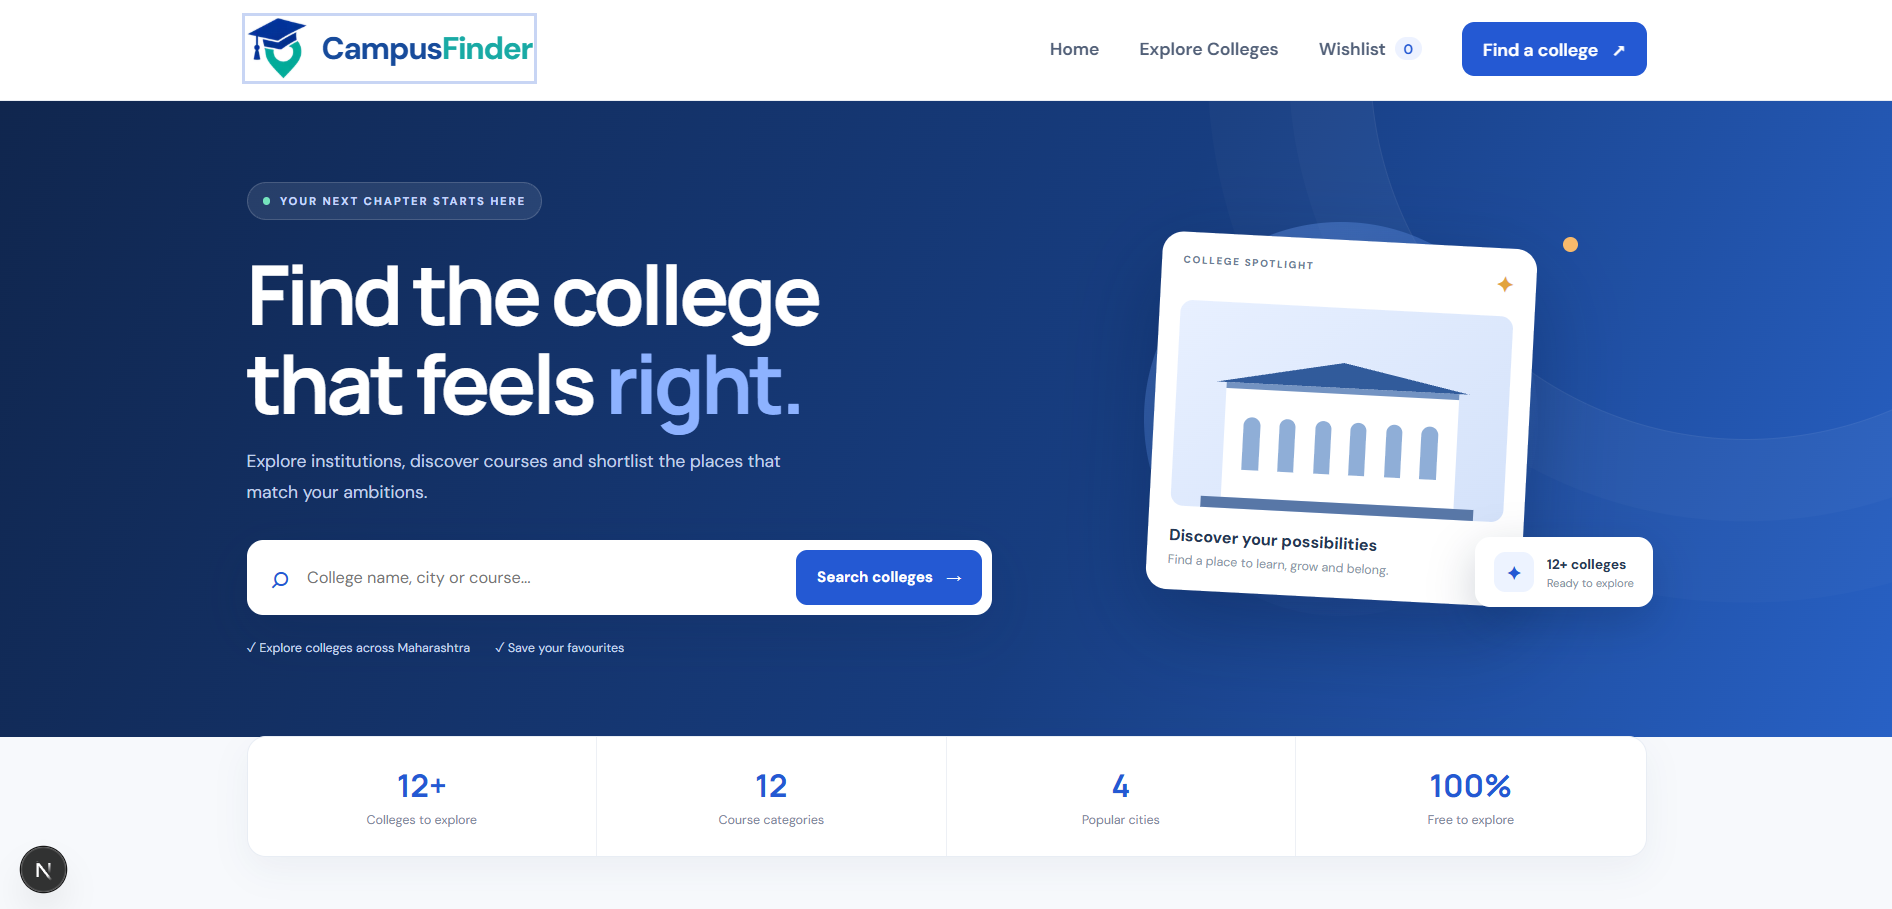 CampusFinder
Home
Explore Colleges
Wishlist 0
Find a college ↗
YOUR NEXT CHAPTER STARTS HERE
Find the college
that feels right.
Explore institutions, discover courses and shortlist the places that
match your ambitions.
College name, city or course...
Search colleges →
✓ Explore colleges across Maharashtra
✓ Save your favourites
COLLEGE SPOTLIGHT
Discover your possibilities
Find a place to learn, grow and belong.
12+ colleges
Ready to explore
12+
Colleges to explore
12
Course categories
4
Popular cities
100%
Free to explore
N